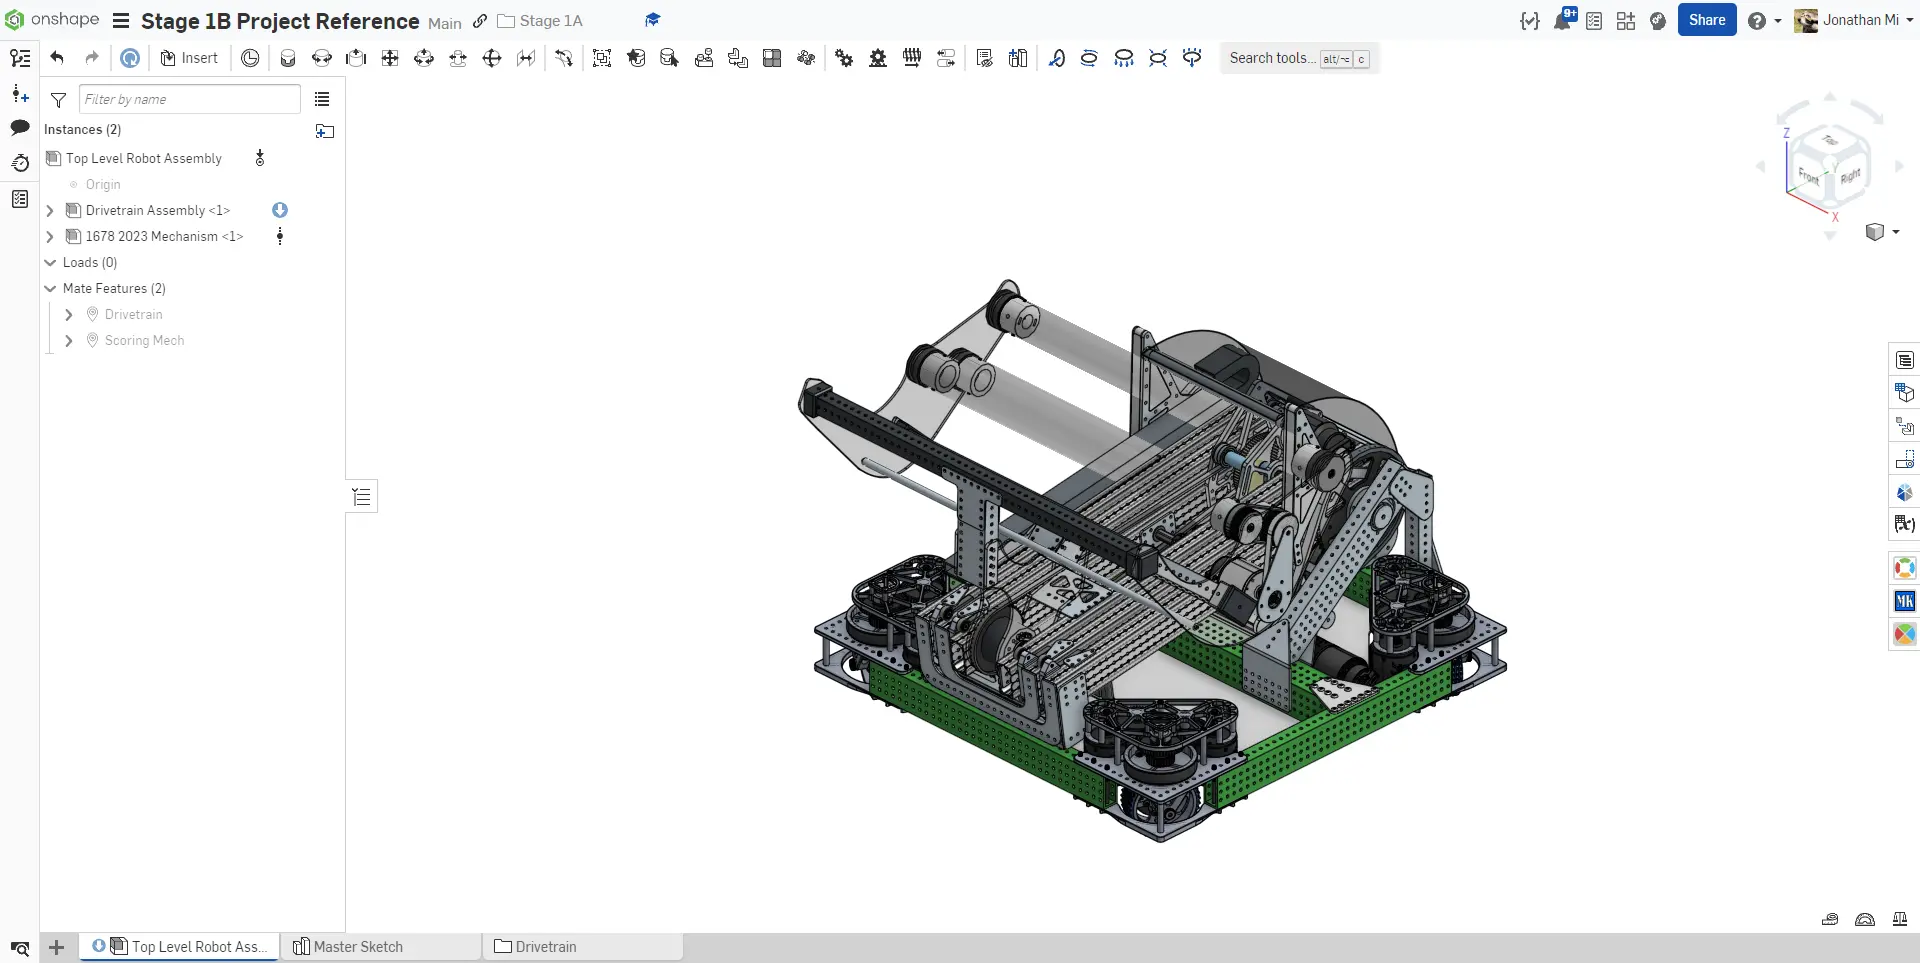 onshape
Stage 1B Project Reference Main Stage 1A
9+
Share
Jonathan Mi
Insert
Search tools... alt/⌥ c
Filter by name
Instances (2)
Top Level Robot Assembly
Origin
Drivetrain Assembly <1>
1678 2023 Mechanism <1>
Loads (0)
Mate Features (2)
Drivetrain
Scoring Mech
Z
Top
Front
Right
Y
X
(x)
MK
Top Level Robot Ass...
Master Sketch
Drivetrain